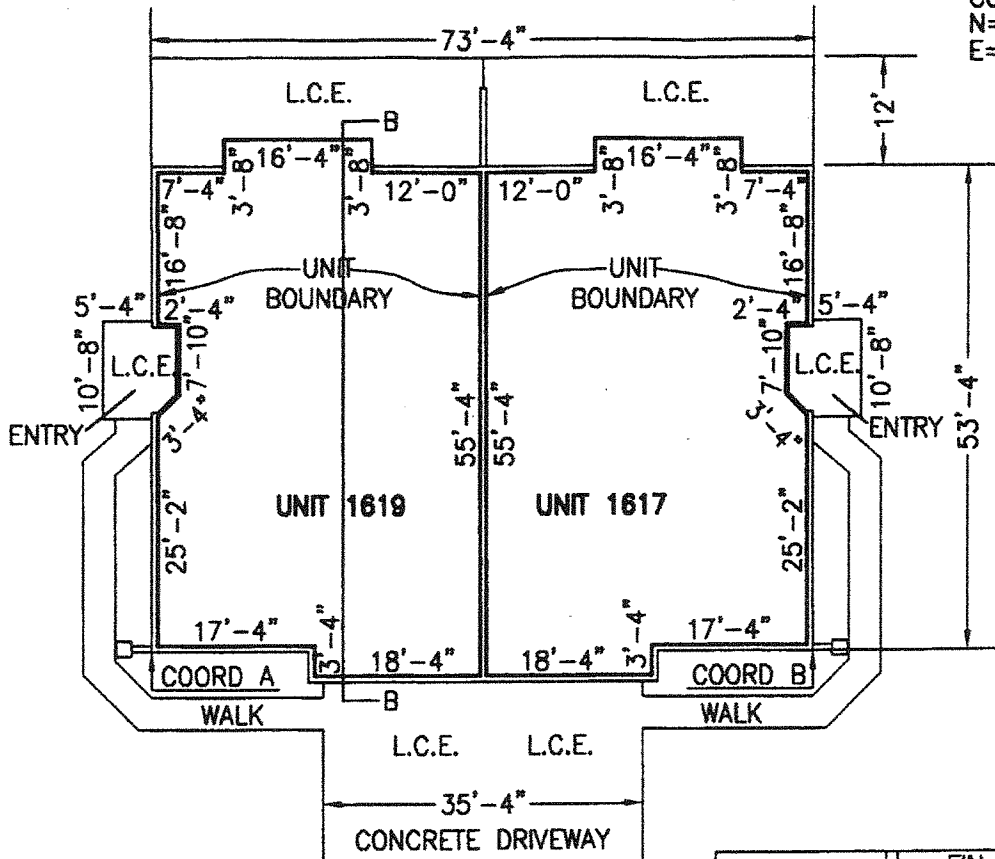 73'-4"
N=
E=
L.C.E. L.C.E.
12'-
B
16'-4" 16'-4"
3'-8" 3'-8" 3'-8" 3'-8"
7'-4" 12'-0" 12'-0" 7'-4"
16'-8" 16'-8"
UNIT BOUNDARY UNIT BOUNDARY
5'-4" 2'-4" 2'-4" 5'-4"
10'-8" L.C.E. 7'-10" 7'-10" L.C.E. 10'-8"
ENTRY 3'-4" 3'-4" ENTRY
55'-4" 55'-4" 53'-4"
UNIT 1619 UNIT 1617
25'-2" 25'-2"
17'-4" 3'-4" 3'-4" 17'-4"
COORD A 18'-4" 18'-4" COORD B
B
WALK WALK
L.C.E. L.C.E.
35'-4"
CONCRETE DRIVEWAY